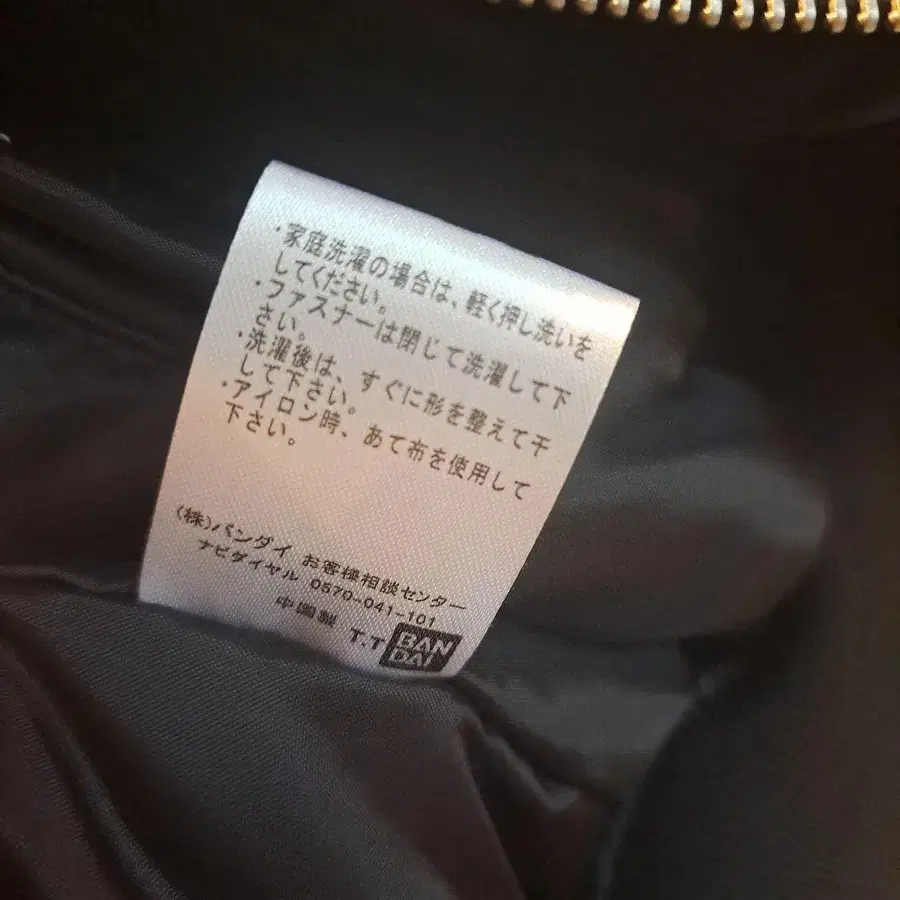 ・家庭洗濯の場合は、軽く押し洗いを
してください。
・ファスナーは閉じて洗濯して下
さい。
・洗濯後は、すぐに形を整えて干
して下さい。
・アイロン時、あて布を使用して
下さい。
(株)バンダイ お客様相談センター
ナビダイヤル 0570-041-101
中国製 T.T BAN
DAI